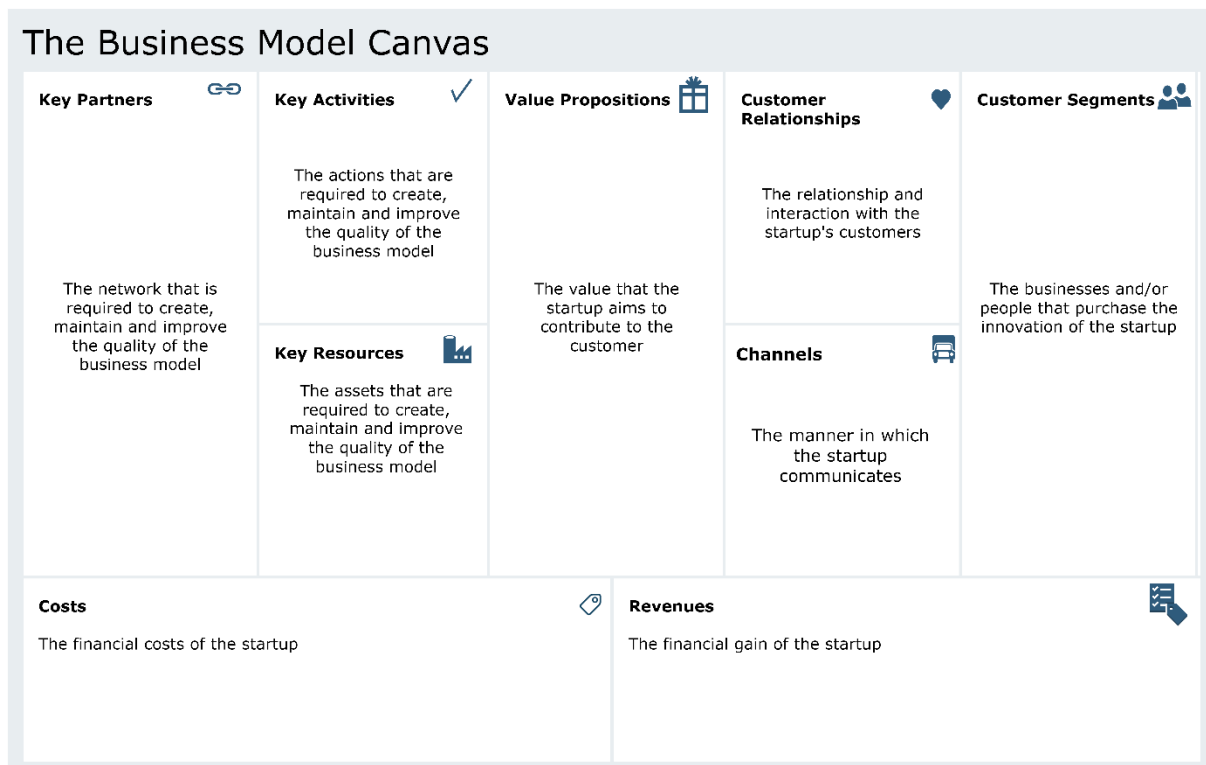 The Business Model Canvas
Key Partners
The network that is
required to create,
maintain and improve
the quality of the
business model
Key Activities
The actions that are
required to create,
maintain and improve
the quality of the
business model
Key Resources
The assets that are
required to create,
maintain and improve
the quality of the
business model
Value Propositions
The value that the
startup aims to
contribute to the
customer
Customer
Relationships
The relationship and
interaction with the
startup's customers
Channels
The manner in which
the startup
communicates
Customer Segments
The businesses and/or
people that purchase the
innovation of the startup
Costs
The financial costs of the startup
Revenues
The financial gain of the startup